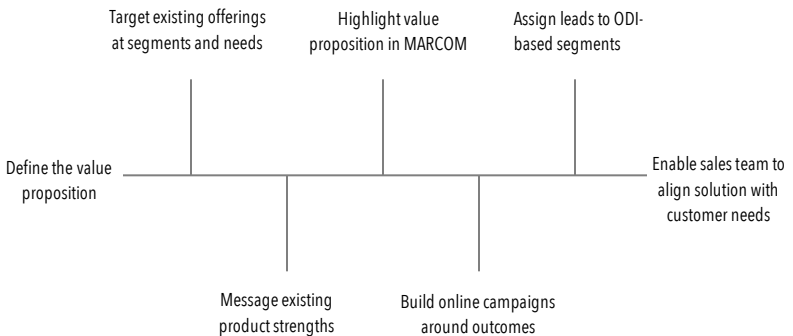 Target existing offerings
at segments and needs
Highlight value
proposition in MARCOM
Assign leads to ODI-
based segments
Define the value
proposition
Enable sales team to
align solution with
customer needs
Message existing
product strengths
Build online campaigns
around outcomes